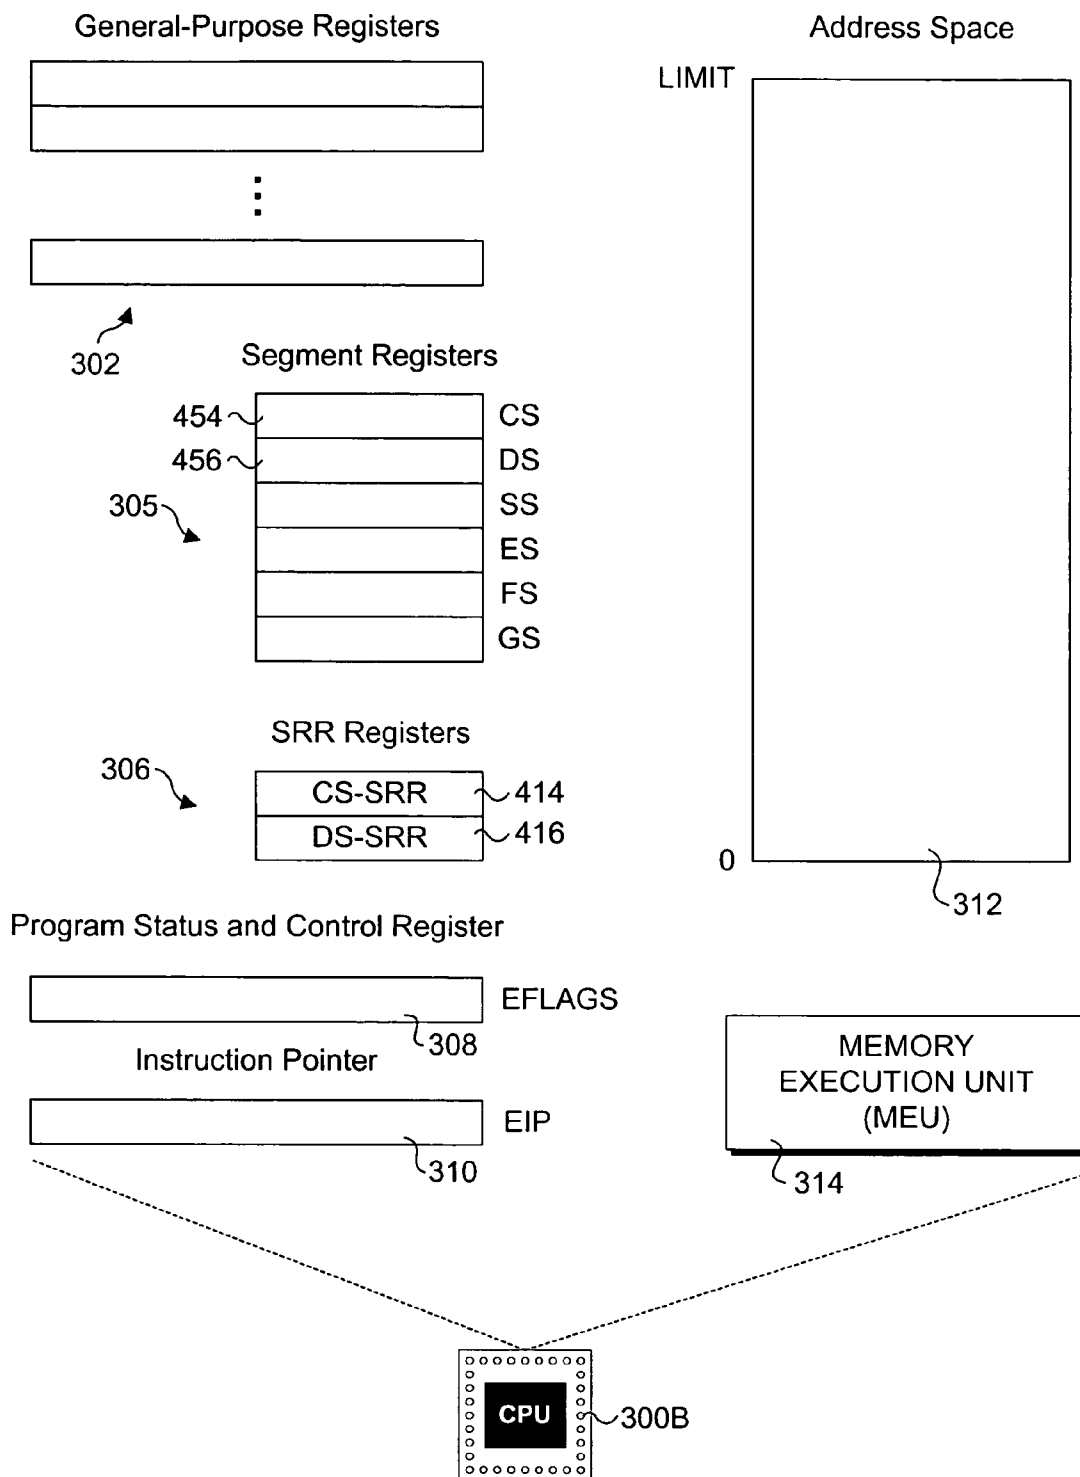 General-Purpose Registers
302
Segment Registers
454
CS
456
DS
SS
305
ES
FS
GS
SRR Registers
306
CS-SRR
414
DS-SRR
416
Program Status and Control Register
EFLAGS
308
Instruction Pointer
EIP
310
Address Space
LIMIT
0
312
MEMORY
EXECUTION UNIT
(MEU)
314
CPU
300B